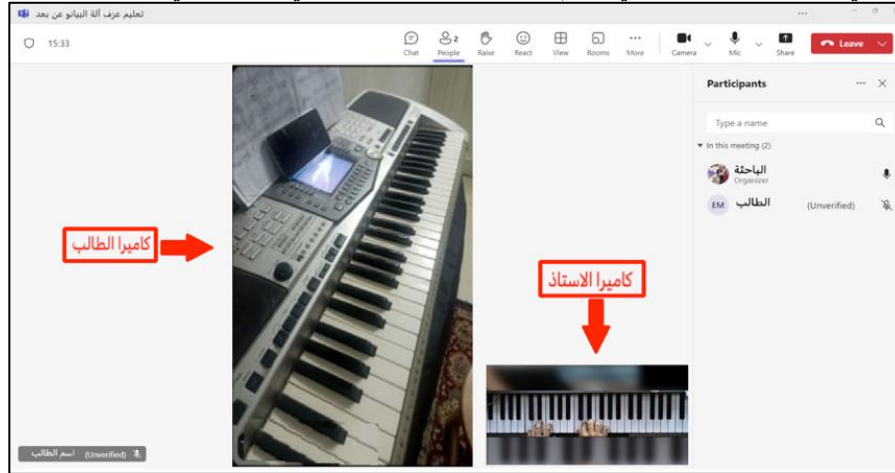 تعليم عزف آلة البيانو عن بعد
15:33
Chat
2
People
Raise
React
View
Rooms
More
Camera
Mic
Share
Leave
Participants
Type a name
In this meeting (2)
الباحثة
Organizer
EM الطالب (Unverified)
كاميرا الطالب
كاميرا الاستاذ
اسم الطالب (Unverified)